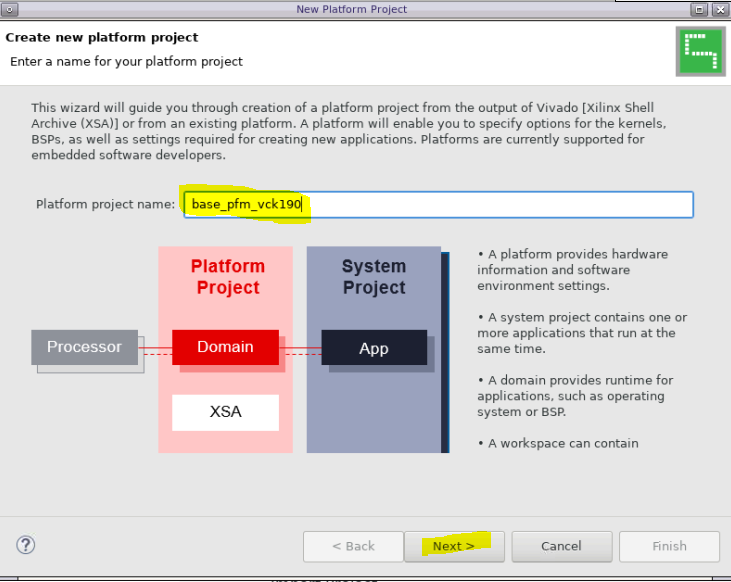 New Platform Project
Create new platform project
Enter a name for your platform project
This wizard will guide you through creation of a platform project from the output of Vivado [Xilinx Shell
Archive (XSA)] or from an existing platform. A platform will enable you to specify options for the kernels,
BSPs, as well as settings required for creating new applications. Platforms are currently supported for
embedded software developers.
Platform project name: base_pfm_vck190
Platform
Project
System
Project
Processor
Domain
App
XSA
• A platform provides hardware
information and software
environment settings.
• A system project contains one or
more applications that run at the
same time.
• A domain provides runtime for
applications, such as operating
system or BSP.
• A workspace can contain
?
< Back
Next >
Cancel
Finish